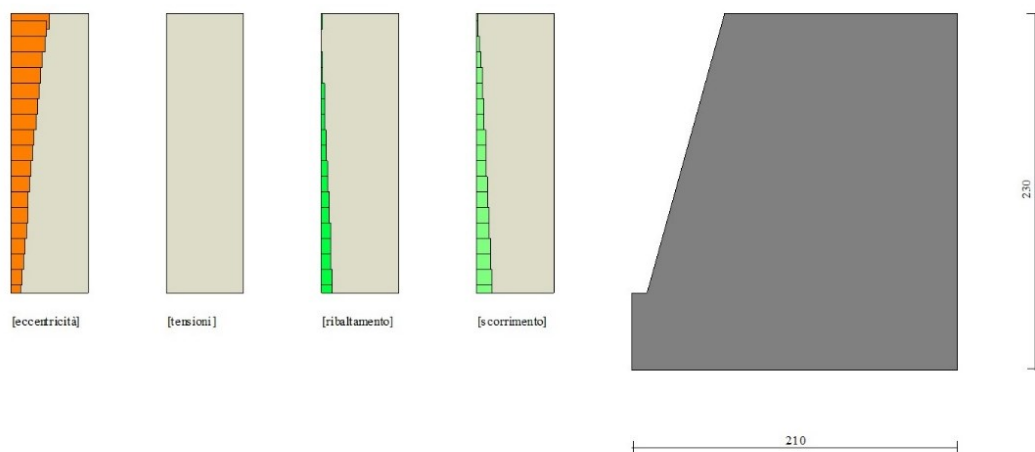 [eccentricità]
[tensioni]
[ribaltamento]
[scorrimento]
230
210